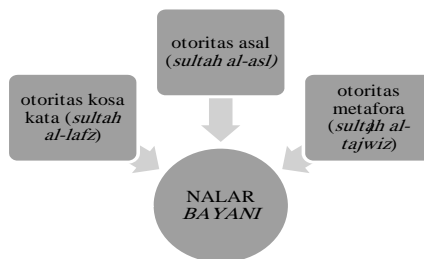 otoritas asal
(sultah al-asl)
otoritas kosa
kata (sultah
al-lafz)
otoritas
metafora
(sultah al-
tajwiz)
NALAR
BAYANI